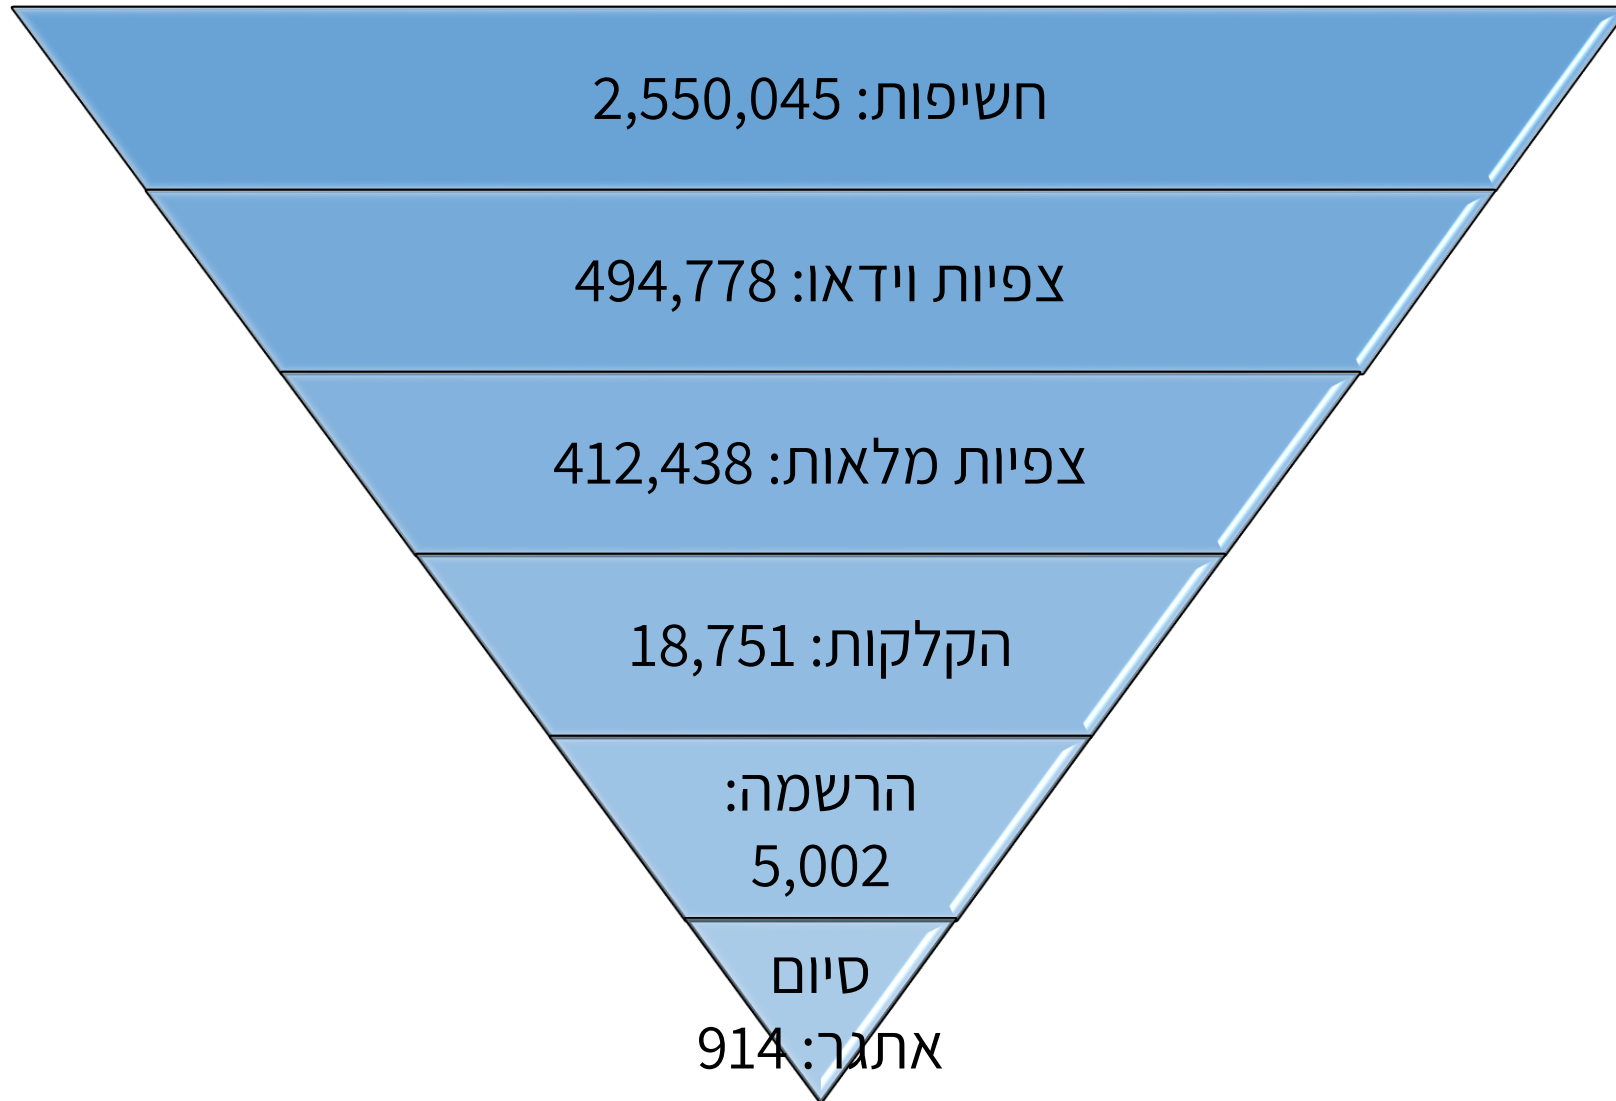 חשיפות: 2,550,045
צפיות וידאו: 494,778
צפיות מלאות: 412,438
הקלקות: 18,751
הרשמה:
5,002
סיום
אתגר: 914